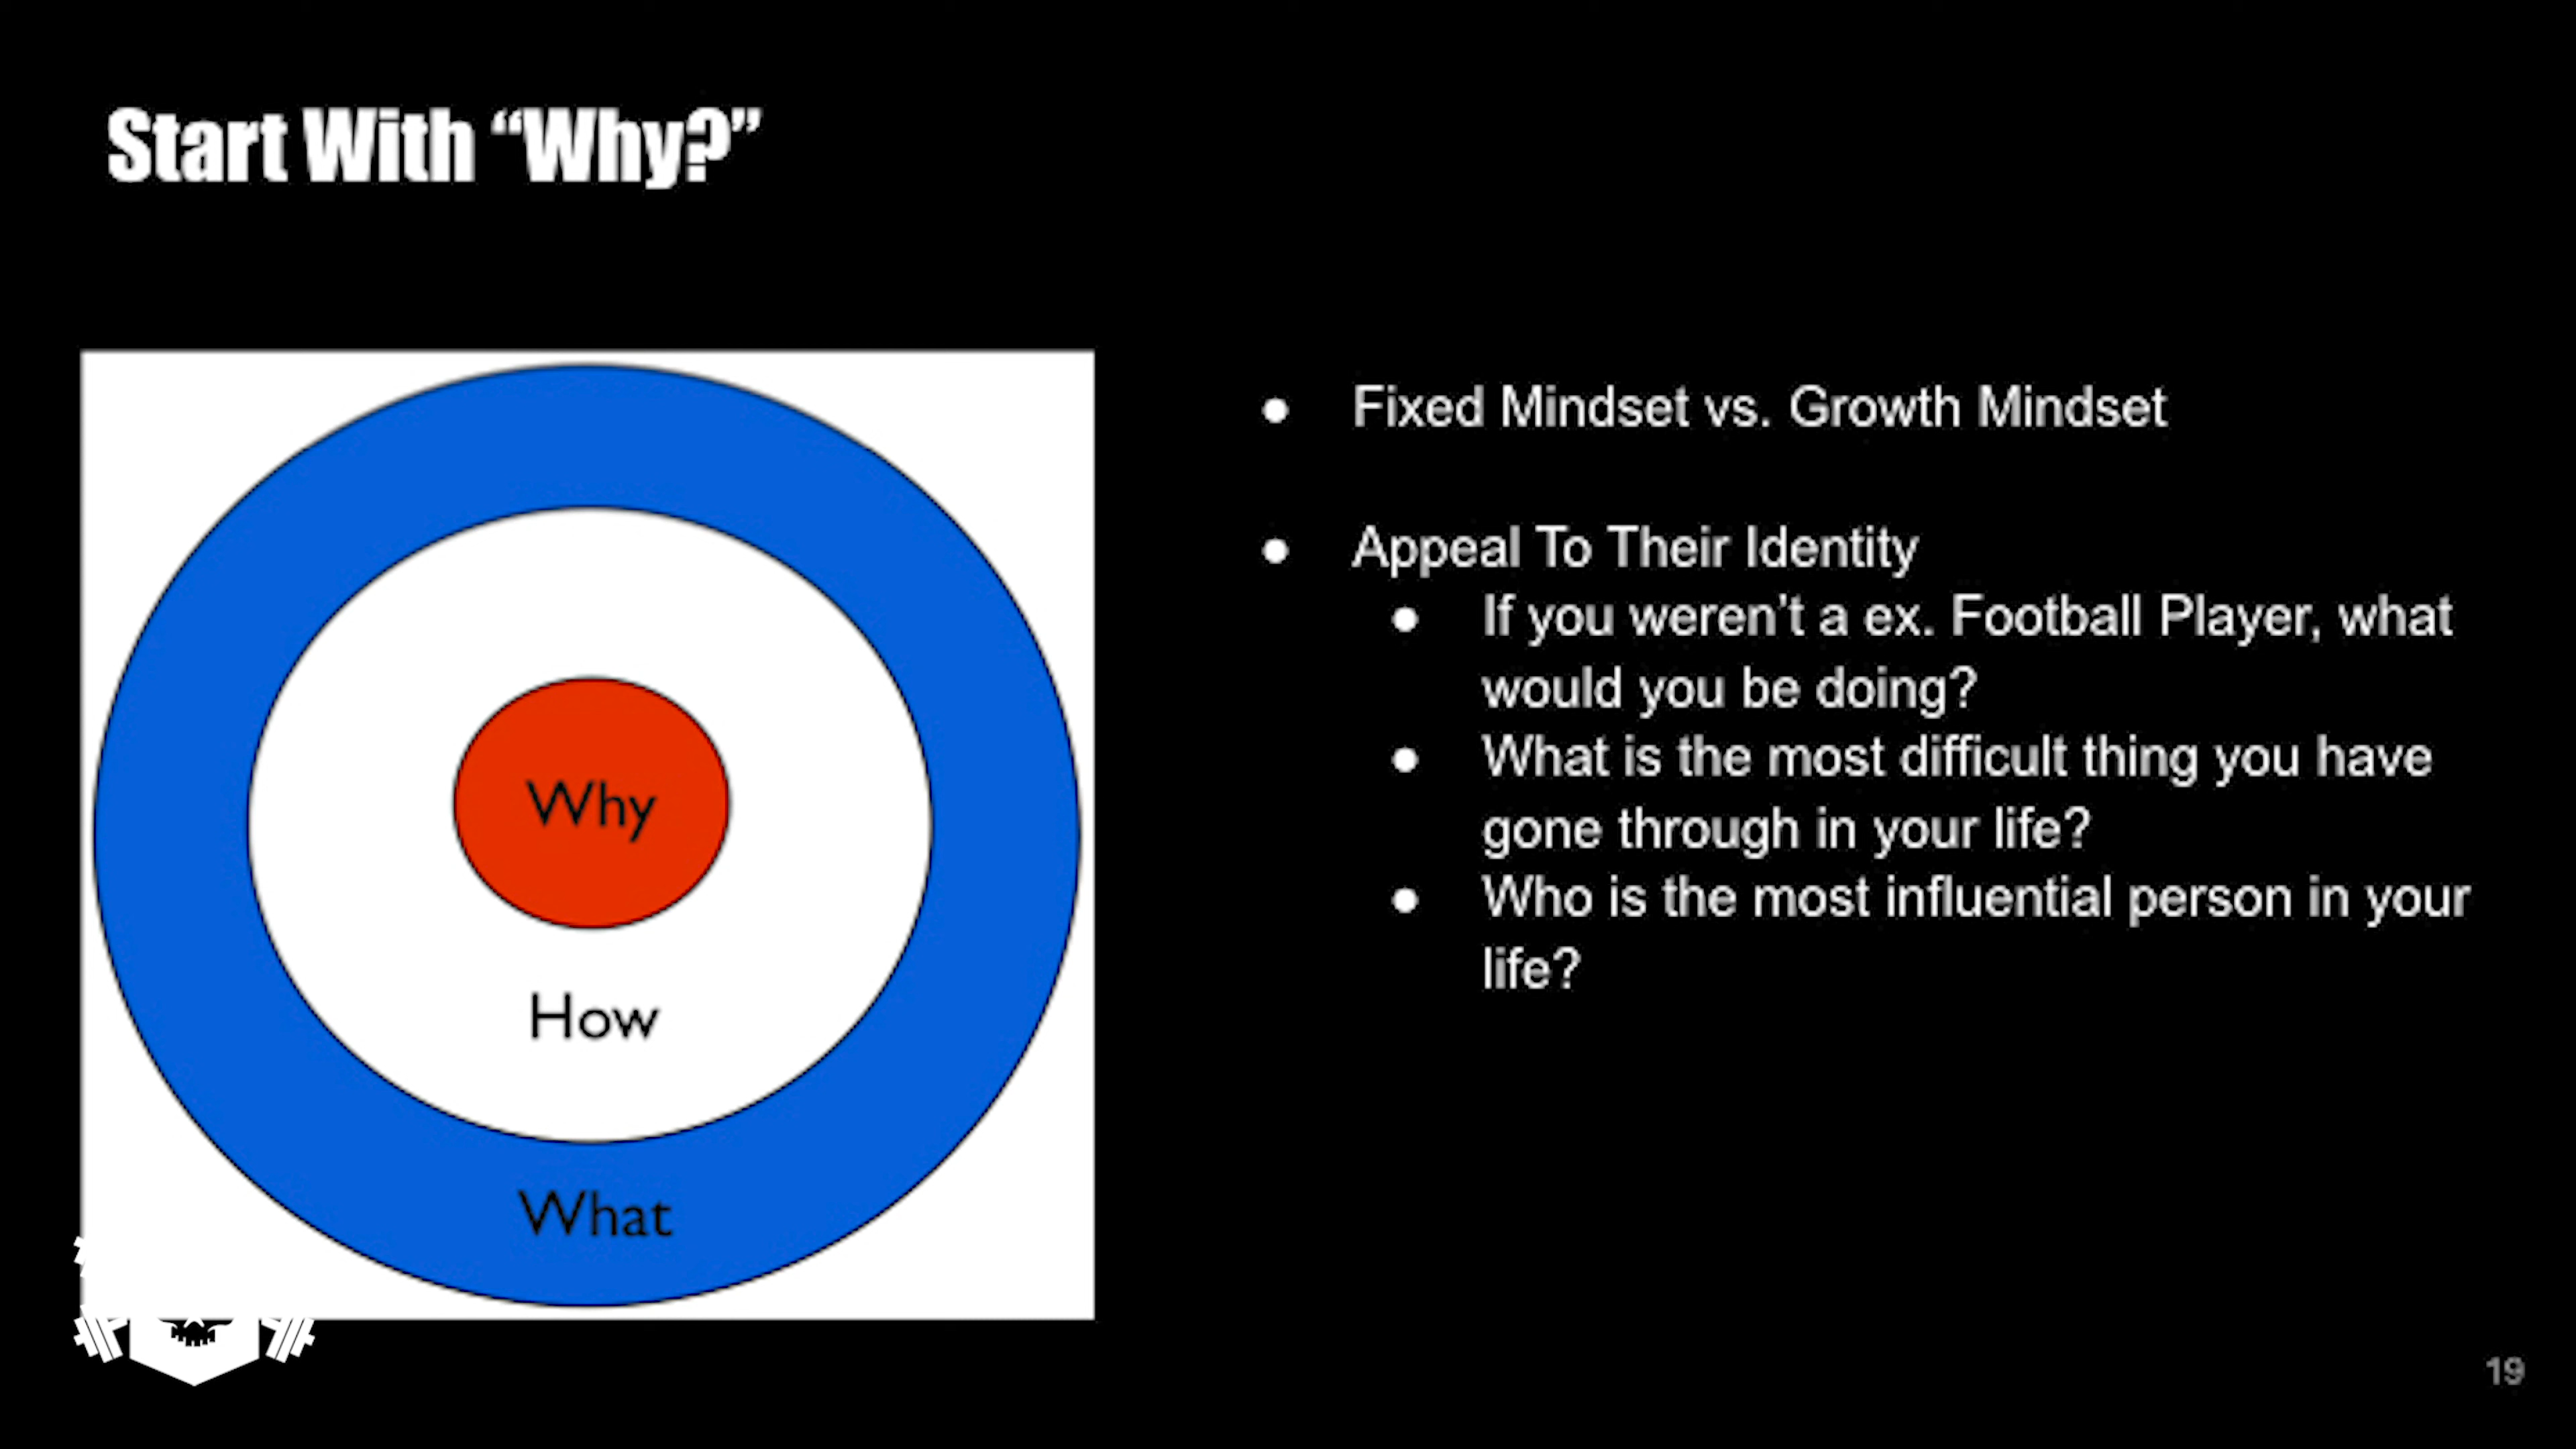 Start With “Why?”
Why
How
What
● Fixed Mindset vs. Growth Mindset
● Appeal To Their Identity
● If you weren’t a ex. Football Player, what
would you be doing?
● What is the most difficult thing you have
gone through in your life?
● Who is the most influential person in your
life?
19